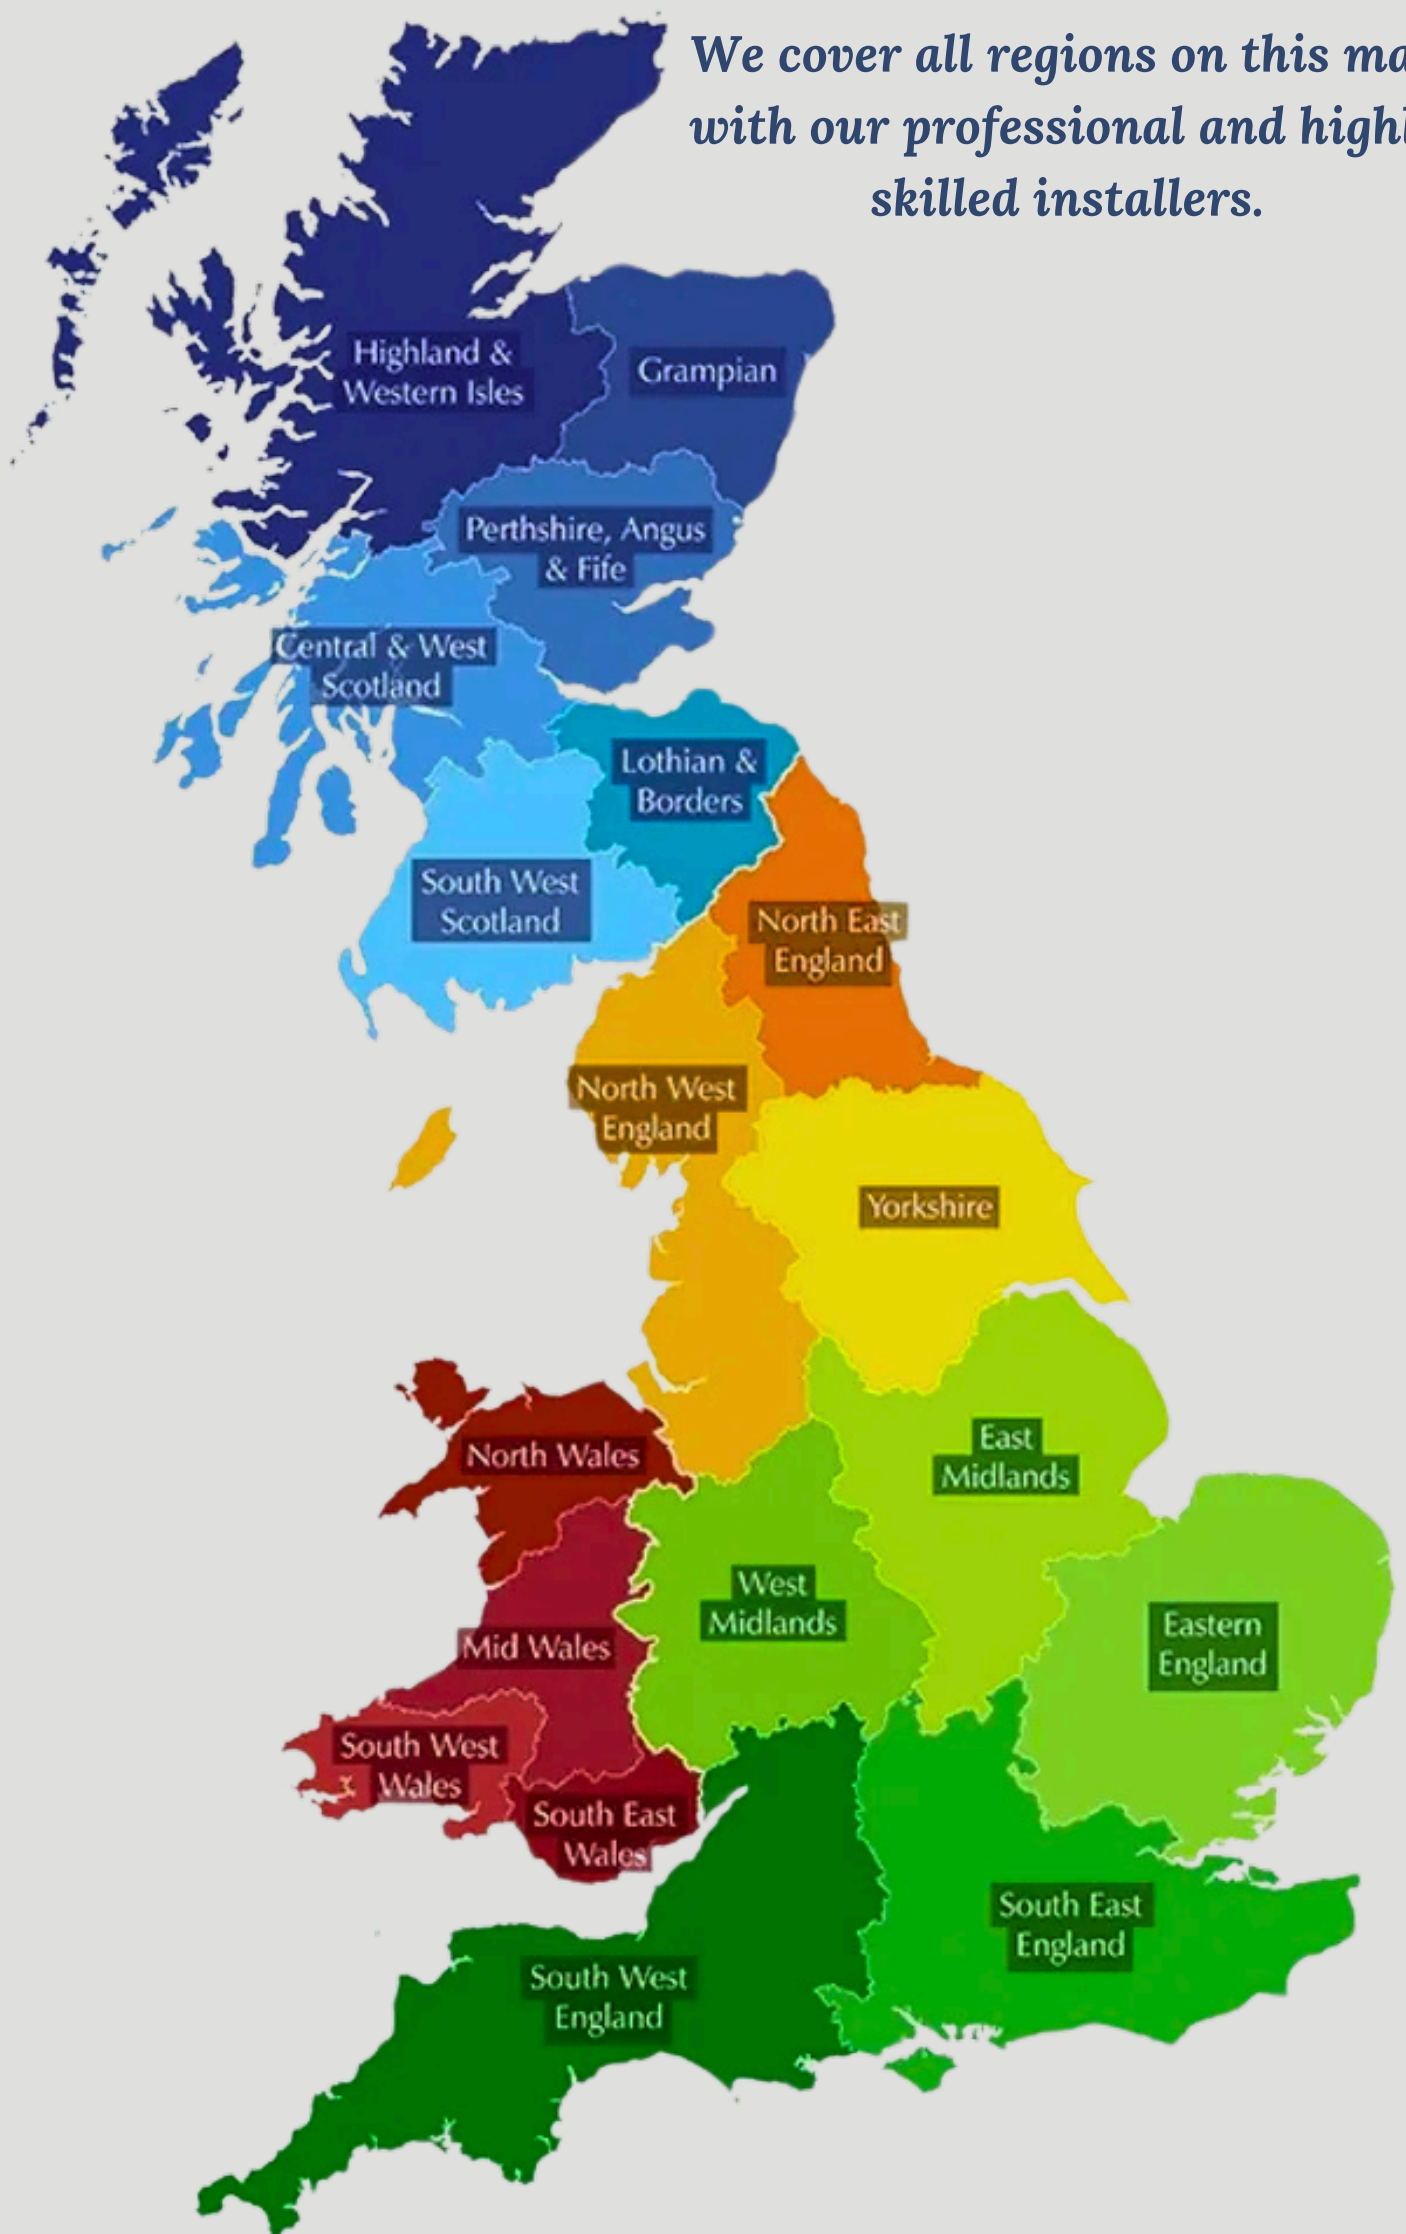 We cover all regions on this ma
with our professional and highl
skilled installers.
Highland &
Western Isles
Grampian
Perthshire, Angus
& Fife
Central & West
Scotland
Lothian &
Borders
South West
Scotland
North East
England
North West
England
Yorkshire
North Wales
East
Midlands
West
Midlands
Mid Wales
Eastern
England
South West
Wales
South East
Wales
South East
England
South West
England